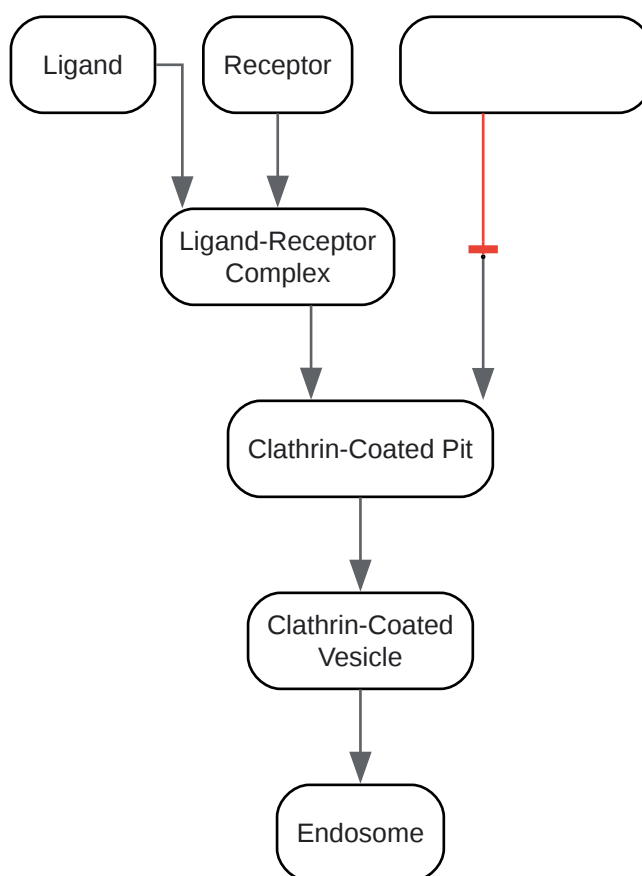 Ligand
Receptor
Ligand-Receptor
Complex
Clathrin-Coated Pit
Clathrin-Coated
Vesicle
Endosome